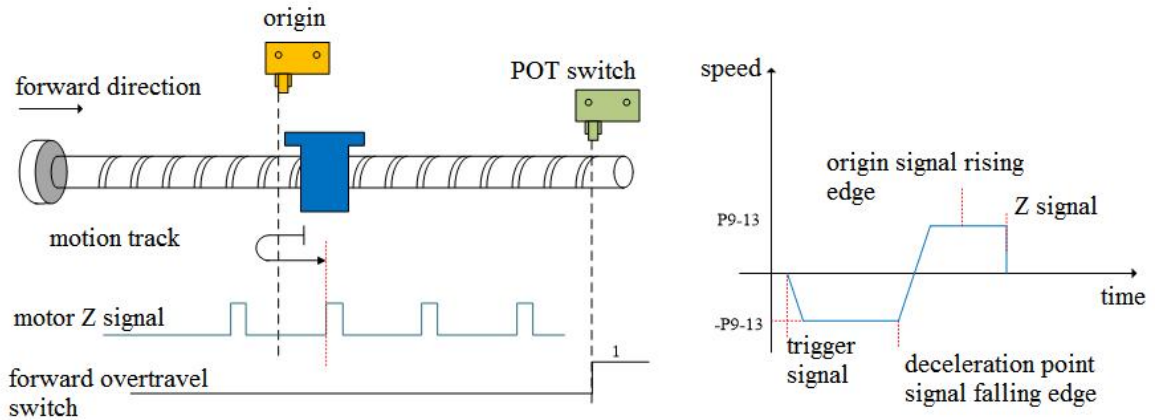 origin
POT switch
forward direction
motion track
motor Z signal
forward overtravel
switch
1
speed
origin signal rising
edge
Z signal
P9-13
time
-P9-13
trigger
signal
deceleration point
signal falling edge